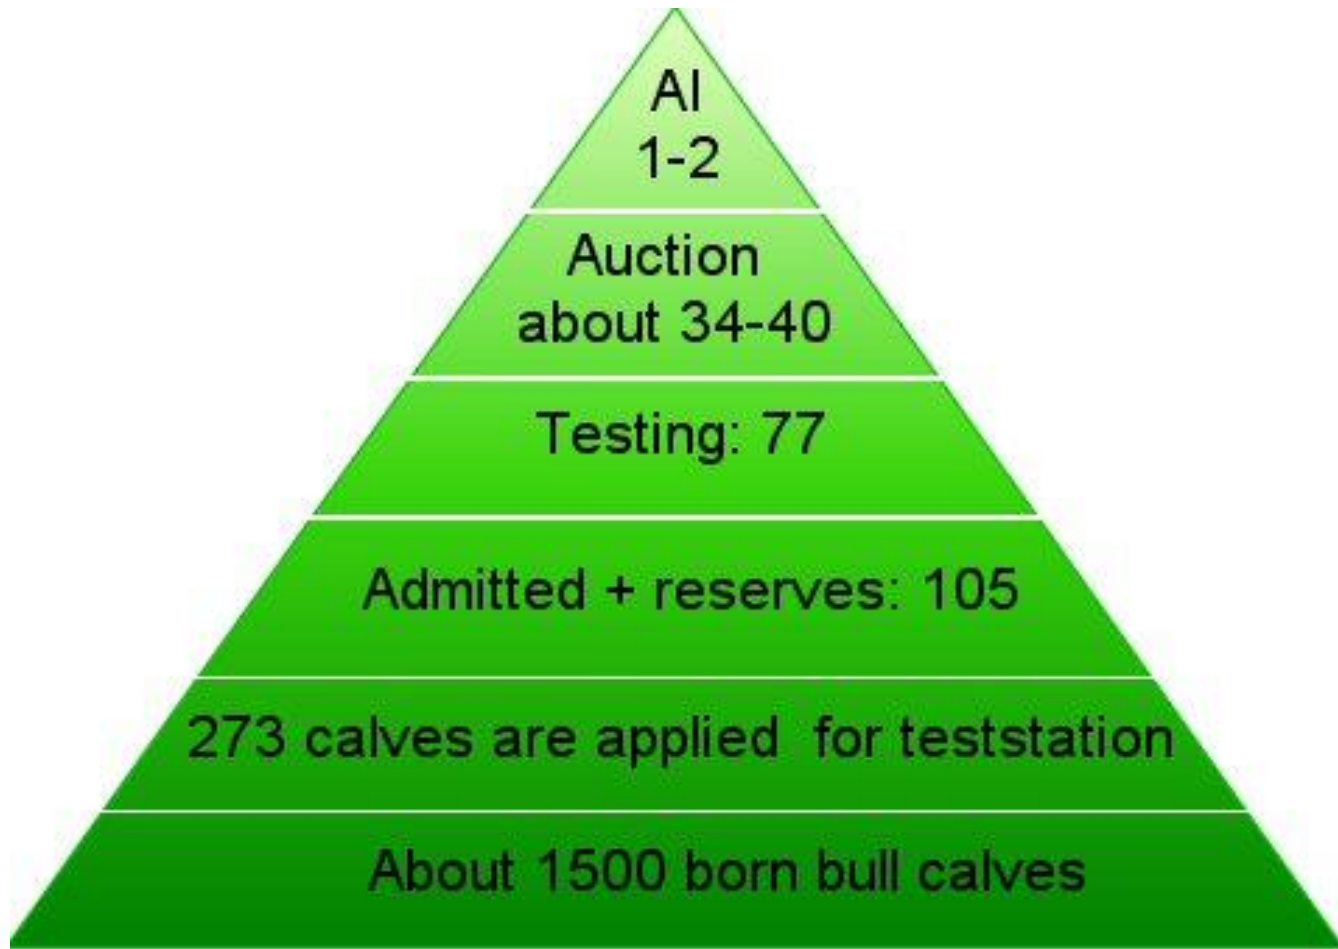 AI
1-2
Auction
about 34-40
Testing: 77
Admitted + reserves: 105
273 calves are applied for teststation
About 1500 born bull calves